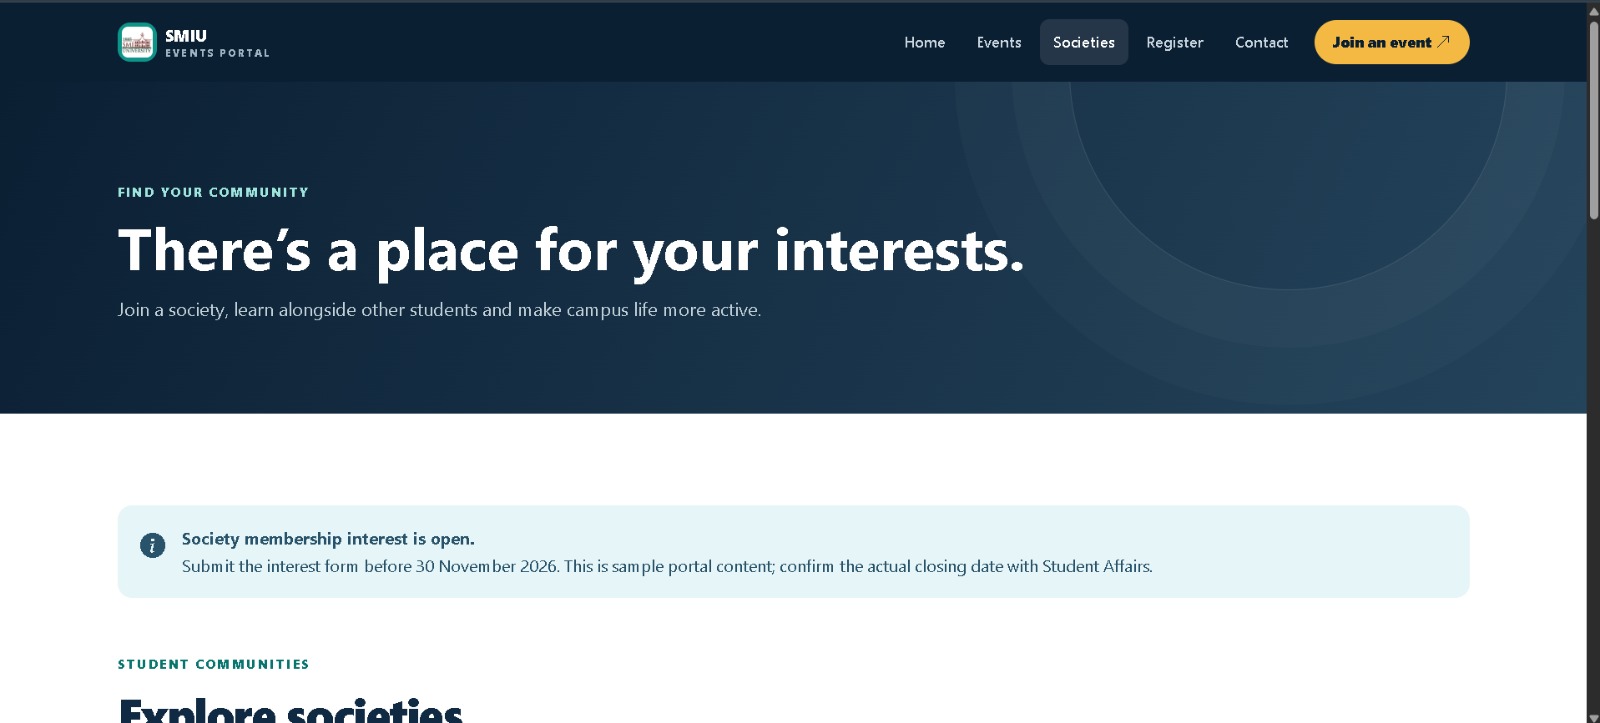 SMIU
EVENTS PORTAL
Home
Events
Societies
Register
Contact
Join an event ↗
FIND YOUR COMMUNITY
There’s a place for your interests.
Join a society, learn alongside other students and make campus life more active.
Society membership interest is open.
Submit the interest form before 30 November 2026. This is sample portal content; confirm the actual closing date with Student Affairs.
STUDENT COMMUNITIES
Explore societies